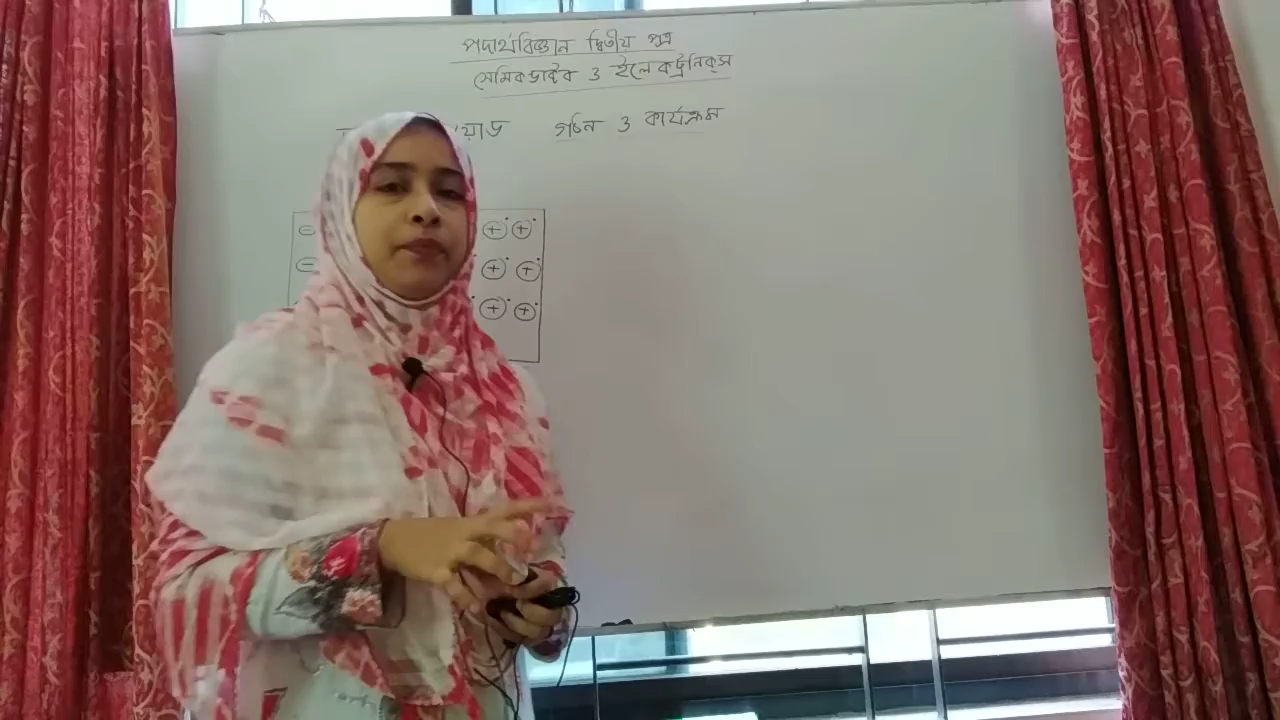 পদার্থবিজ্ঞান দ্বিতীয় পত্র
সেমিকন্ডাক্টর ও ইলেকট্রনিক্স
গঠন ও কার্যক্রম
− + +
− + +
+ +